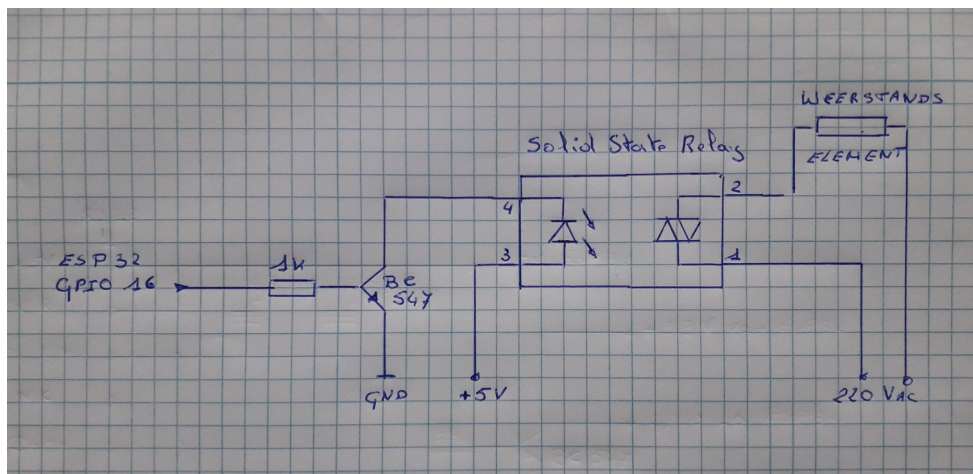 WEERSTANDS
ELEMENT
Solid State Relay
4
2
3
1
ESP32
GPIO 16
1K
BC
547
GND
+5V
220 VAC